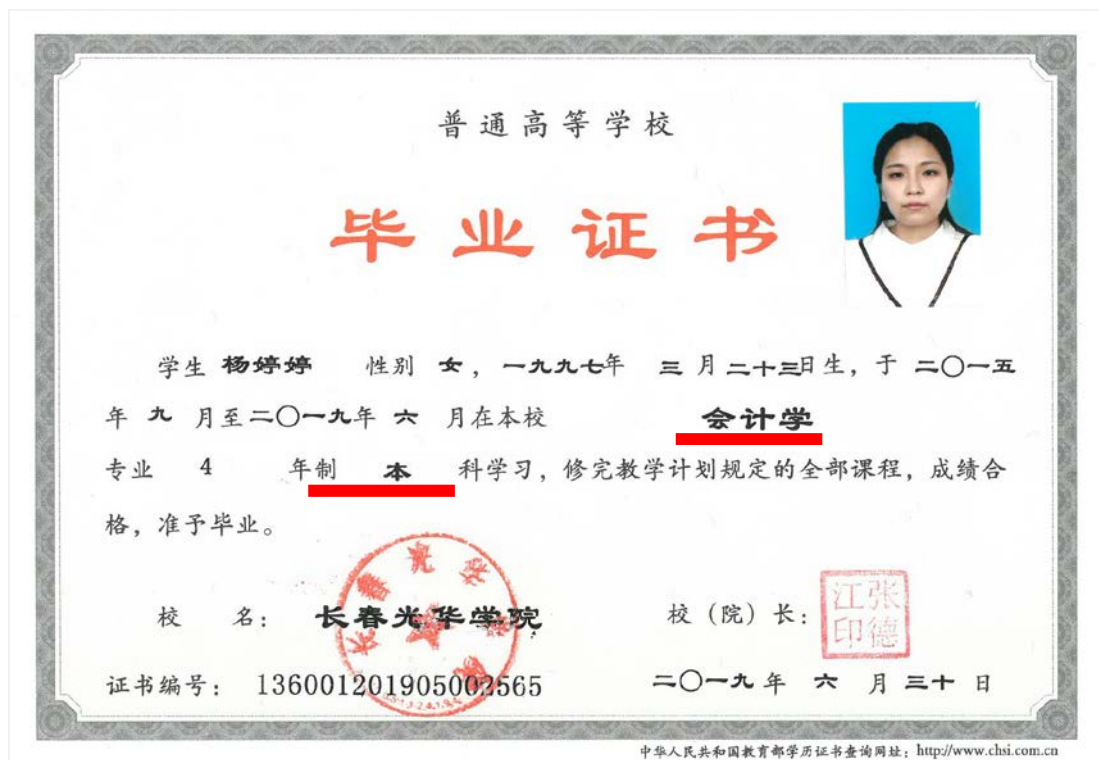 普通高等学校
毕业证书
学生 杨婷婷 性别 女，一九九七年 三月二十三日生，于 二〇一五
年 九 月至二〇一九年 六 月在本校 会计学
专业 4 年制 本 科学习，修完教学计划规定的全部课程，成绩合
格，准予毕业。
校 名： 长春光华学院
校（院）长：
张德江印
证书编号： 136001201905002565
二〇一九 年 六 月 三十 日
中华人民共和国教育部学历证书查询网址：http://www.chsi.com.cn